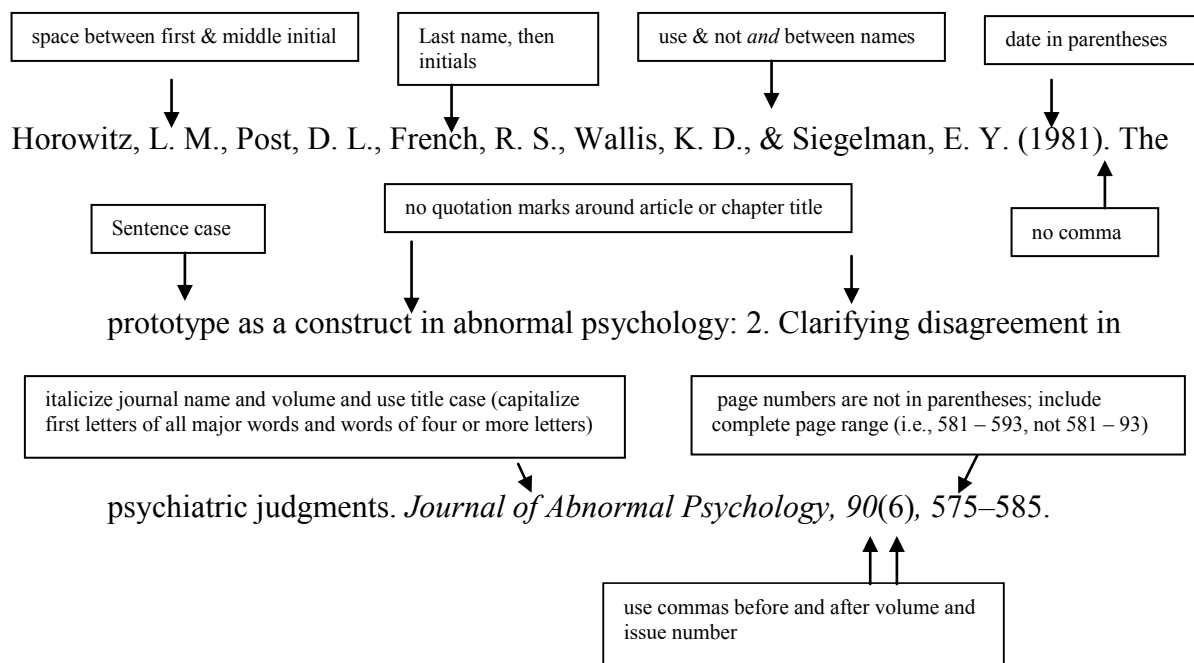 space between first & middle initial
Last name, then
initials
use & not and between names
date in parentheses
Horowitz, L. M., Post, D. L., French, R. S., Wallis, K. D., & Siegelman, E. Y. (1981). The
no quotation marks around article or chapter title
Sentence case
no comma
prototype as a construct in abnormal psychology: 2. Clarifying disagreement in
italicize journal name and volume and use title case (capitalize
first letters of all major words and words of four or more letters)
page numbers are not in parentheses; include
complete page range (i.e., 581 – 593, not 581 – 93)
psychiatric judgments. Journal of Abnormal Psychology, 90(6), 575–585.
use commas before and after volume and
issue number